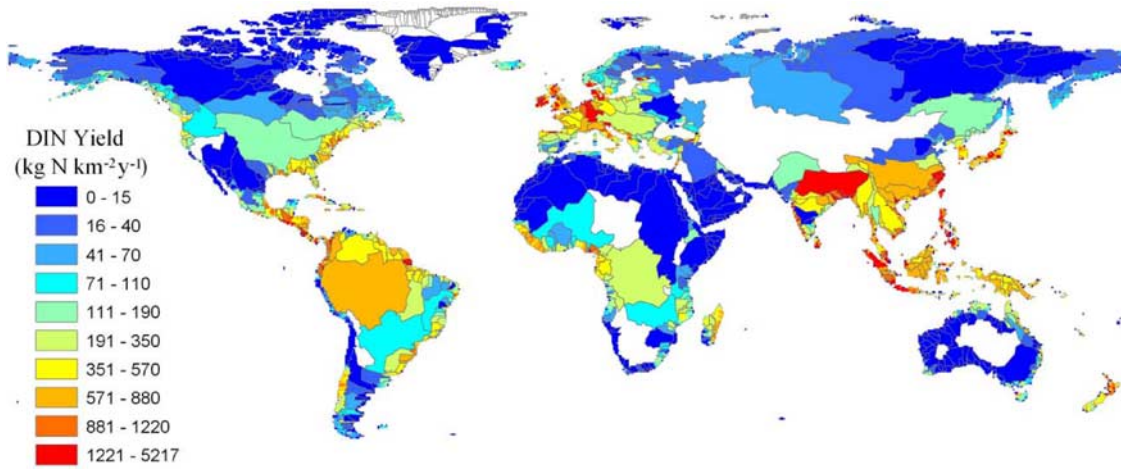 DIN Yield
(kg N km⁻² y⁻¹)
0 - 15
16 - 40
41 - 70
71 - 110
111 - 190
191 - 350
351 - 570
571 - 880
881 - 1220
1221 - 5217